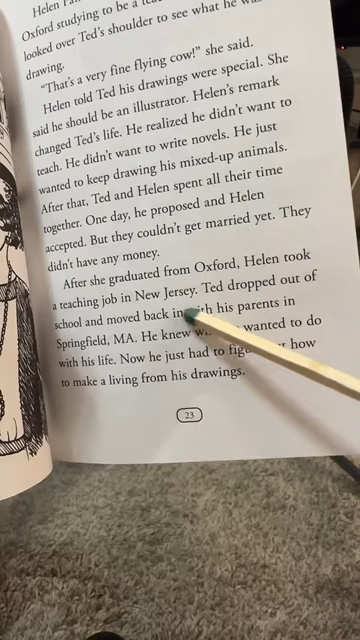 Helen
Oxford studying to be a
looked over Ted's shoulder to see what he
drawing.
"That's a very fine flying cow!" she said.
Helen told Ted his drawings were special. She
said he should be an illustrator. Helen's remark
changed Ted's life. He realized he didn't want to
teach. He didn't want to write novels. He just
wanted to keep drawing his mixed-up animals.
After that, Ted and Helen spent all their time
together. One day, he proposed and Helen
accepted. But they couldn't get married yet. They
didn't have any money.
After she graduated from Oxford, Helen took
a teaching job in New Jersey. Ted dropped out of
school and moved back in with his parents in
Springfield, MA. He knew wanted to do
with his life. Now he just had to how
to make a living from his drawings.
23